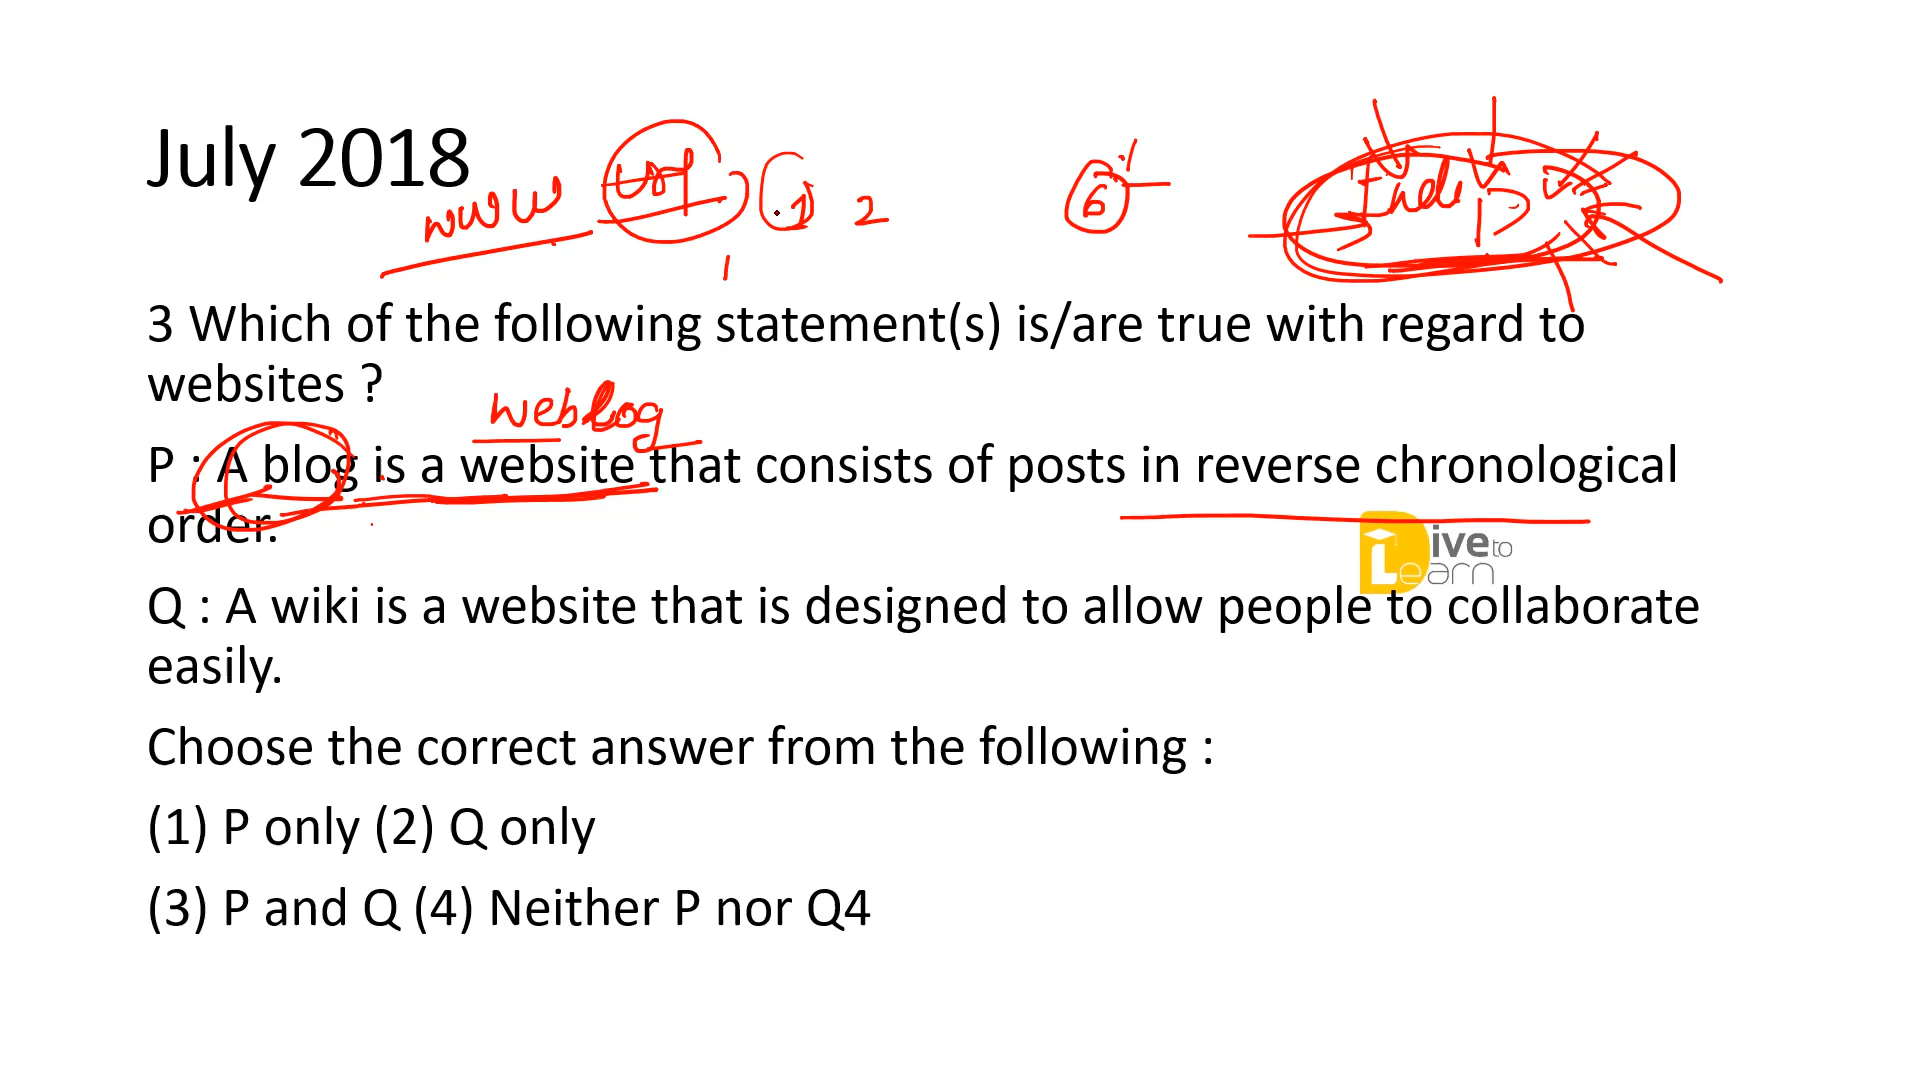 July 2018
www
1 2
6
3 Which of the following statement(s) is/are true with regard to
websites ?
weblog
P : A blog is a website that consists of posts in reverse chronological
order.
Dive to
Learn
Q : A wiki is a website that is designed to allow people to collaborate
easily.
Choose the correct answer from the following :
(1) P only (2) Q only
(3) P and Q (4) Neither P nor Q4